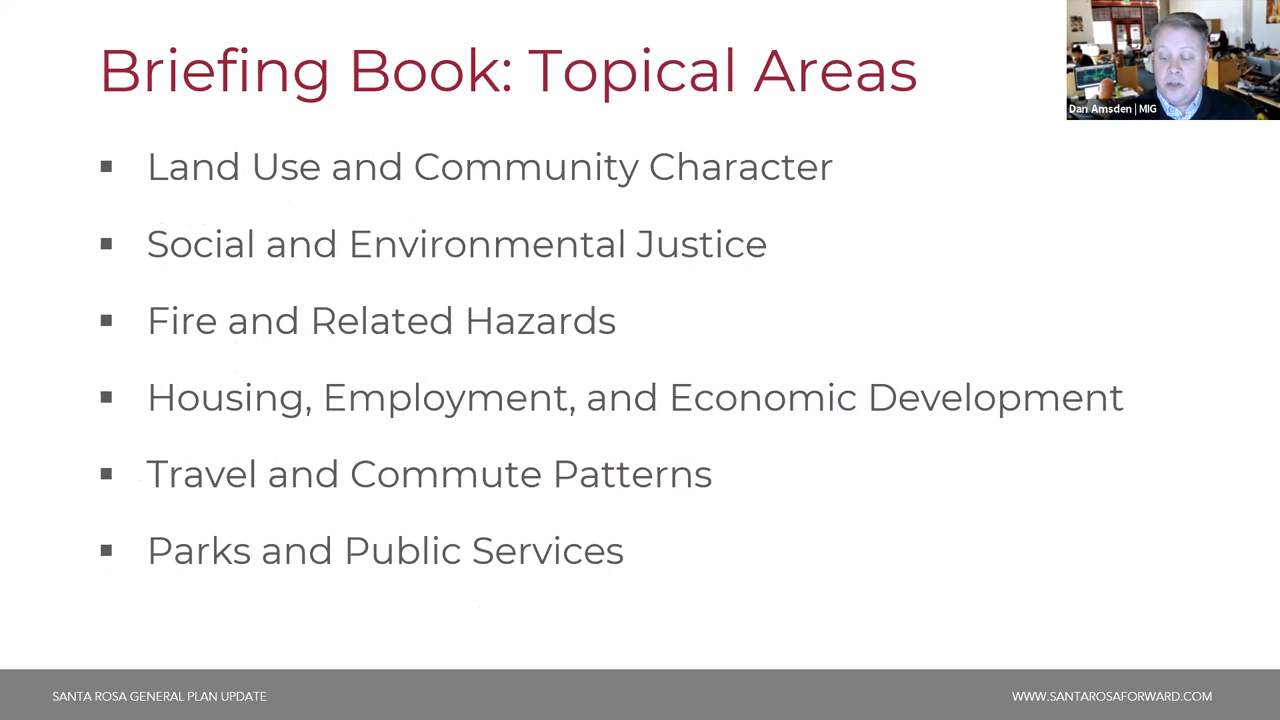 Briefing Book: Topical Areas
Dan Amsden | MIG
▪ Land Use and Community Character
▪ Social and Environmental Justice
▪ Fire and Related Hazards
▪ Housing, Employment, and Economic Development
▪ Travel and Commute Patterns
▪ Parks and Public Services
SANTA ROSA GENERAL PLAN UPDATE
WWW.SANTAROSAFORWARD.COM